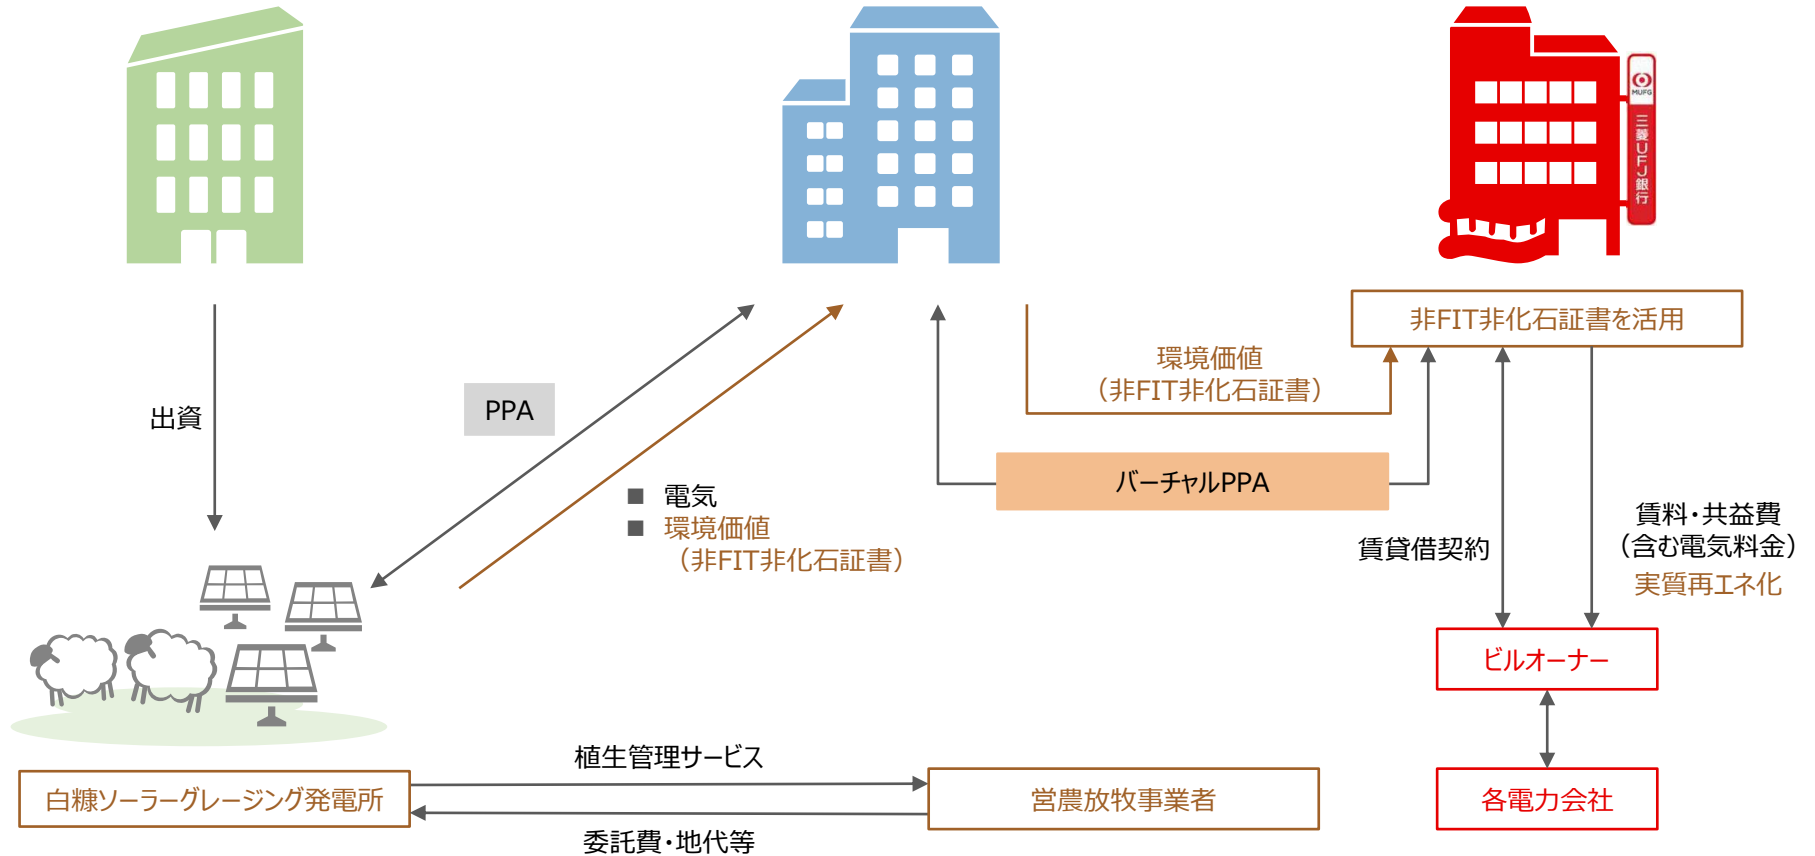 MUFG
三菱UFJ銀行
非FIT非化石証書を活用
環境価値
（非FIT非化石証書）
出資
PPA
バーチャルPPA
■ 電気
■ 環境価値
（非FIT非化石証書）
賃貸借契約
賃料・共益費
（含む電気料金）
実質再エネ化
ビルオーナー
植生管理サービス
白糠ソーラーグレージング発電所
営農放牧事業者
各電力会社
委託費・地代等